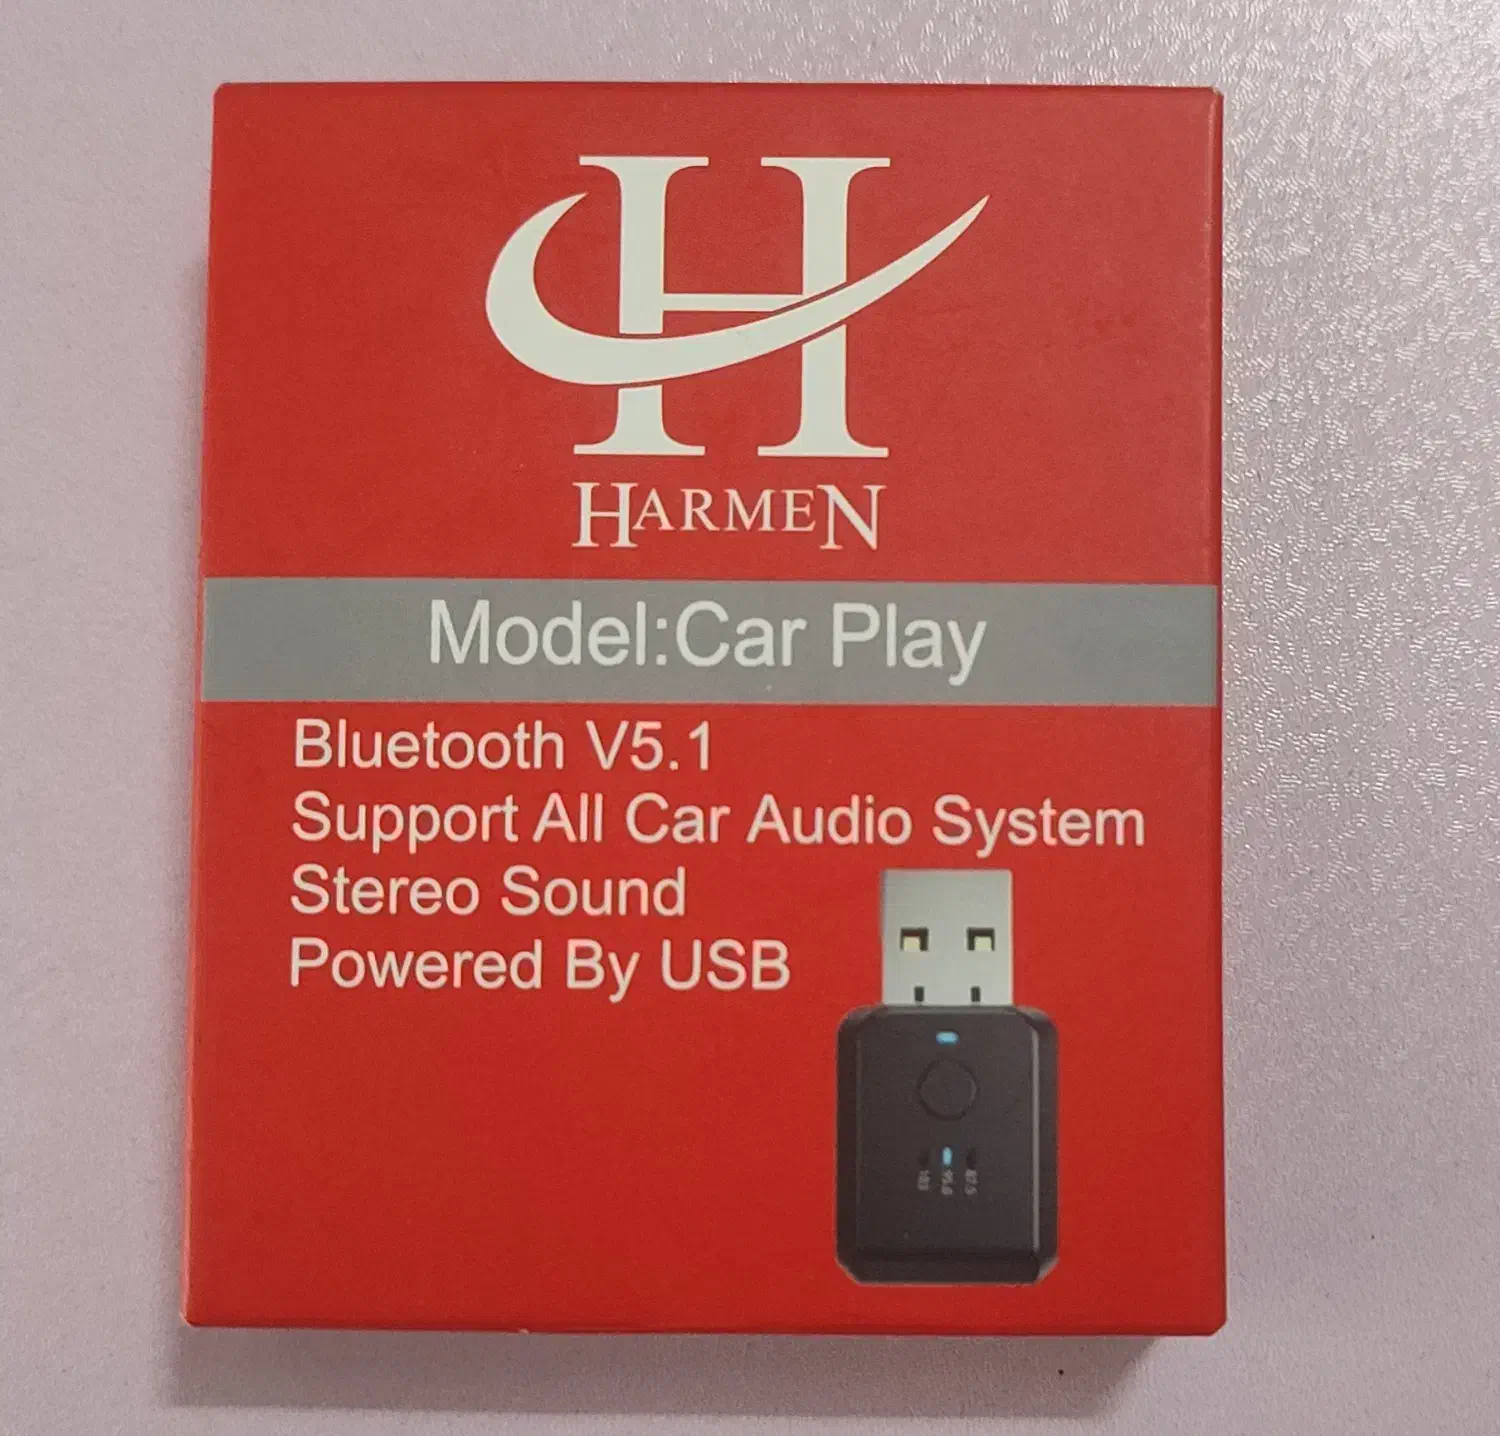 H
HARMEN
Model:Car Play
Bluetooth V5.1
Support All Car Audio System
Stereo Sound
Powered By USB